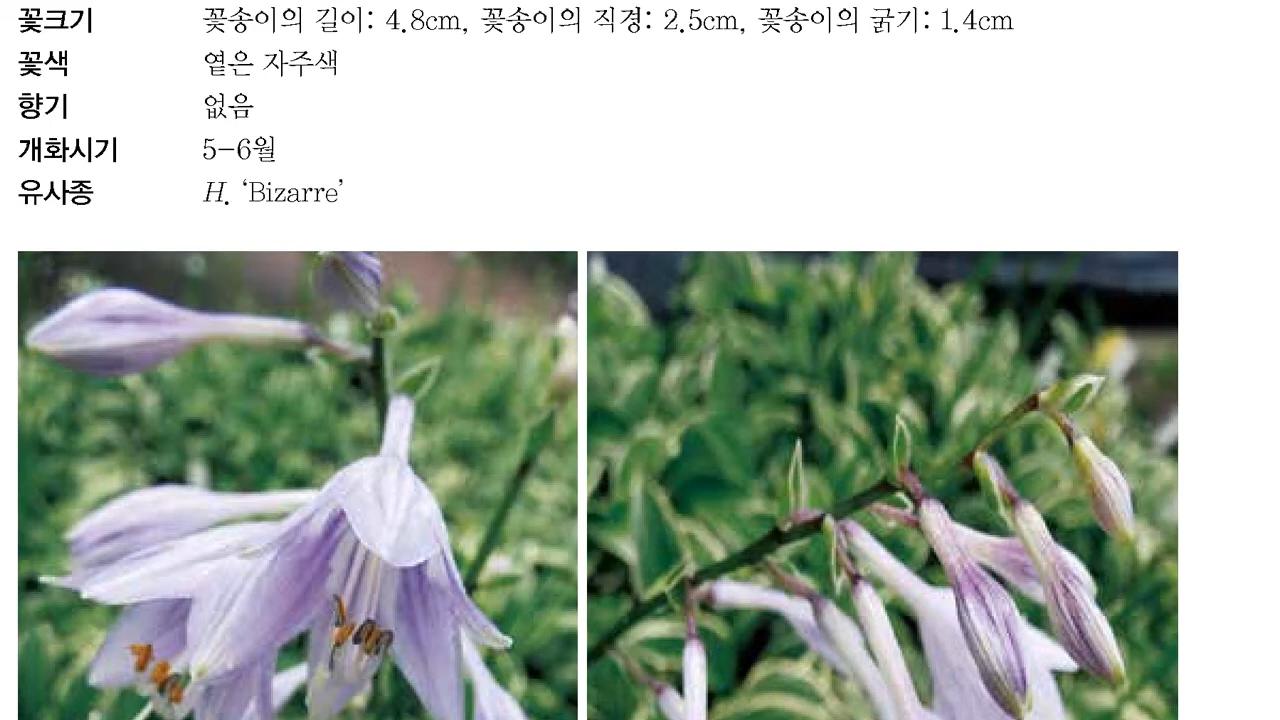 꽃크기 꽃송이의 길이: 4.8cm, 꽃송이의 직경: 2.5cm, 꽃송이의 굵기: 1.4cm
꽃색 옅은 자주색
향기 없음
개화시기 5-6월
유사종 H. ‘Bizarre’